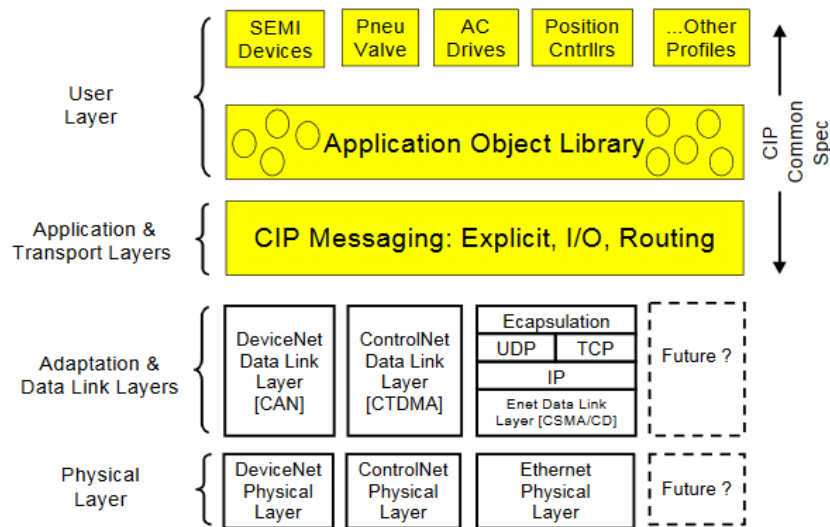 SEMI
Devices
Pneu
Valve
AC
Drives
Position
Cntrllrs
...Other
Profiles
User
Layer
Application Object Library
CIP
Common
Spec
Application &
Transport Layers
CIP Messaging: Explicit, I/O, Routing
Adaptation &
Data Link Layers
DeviceNet
Data Link
Layer
[CAN]
ControlNet
Data Link
Layer
[CTDMA]
Ecapsulation
UDP
TCP
IP
Enet Data Link
Layer [CSMA/CD]
Future ?
Physical
Layer
DeviceNet
Physical
Layer
ControlNet
Physical
Layer
Ethernet
Physical
Layer
Future ?